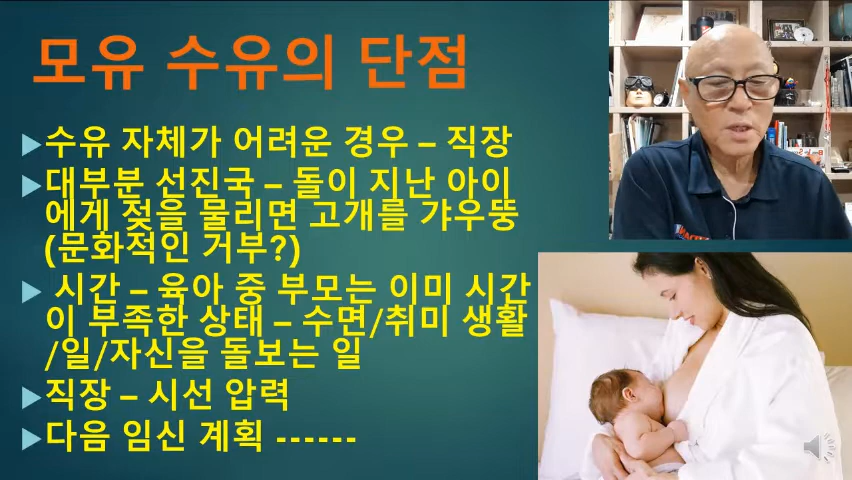 모유 수유의 단점
수유 자체가 어려운 경우 – 직장
대부분 선진국 – 돌이 지난 아이
에게 젖을 물리면 고개를 갸우뚱
(문화적인 거부?)
시간 – 육아 중 부모는 이미 시간
이 부족한 상태 – 수면/취미 생활
/일/자신을 돌보는 일
직장 – 시선 압력
다음 임신 계획 ------